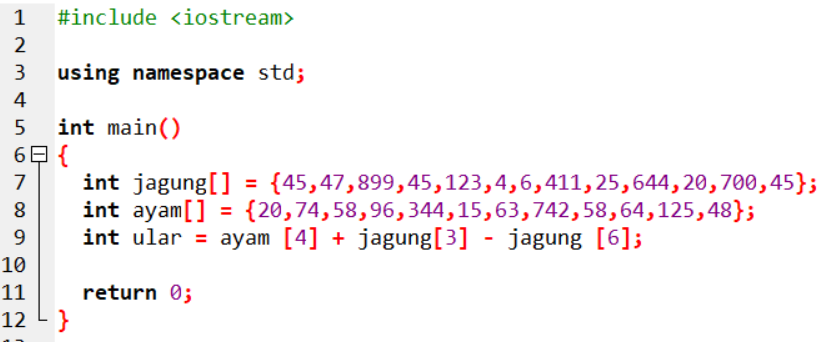 1 #include <iostream>
2
3 using namespace std;
4
5 int main()
6 {
7 int jagung[] = {45,47,899,45,123,4,6,411,25,644,20,700,45};
8 int ayam[] = {20,74,58,96,344,15,63,742,58,64,125,48};
9 int ular = ayam [4] + jagung[3] - jagung [6];
10
11 return 0;
12 }